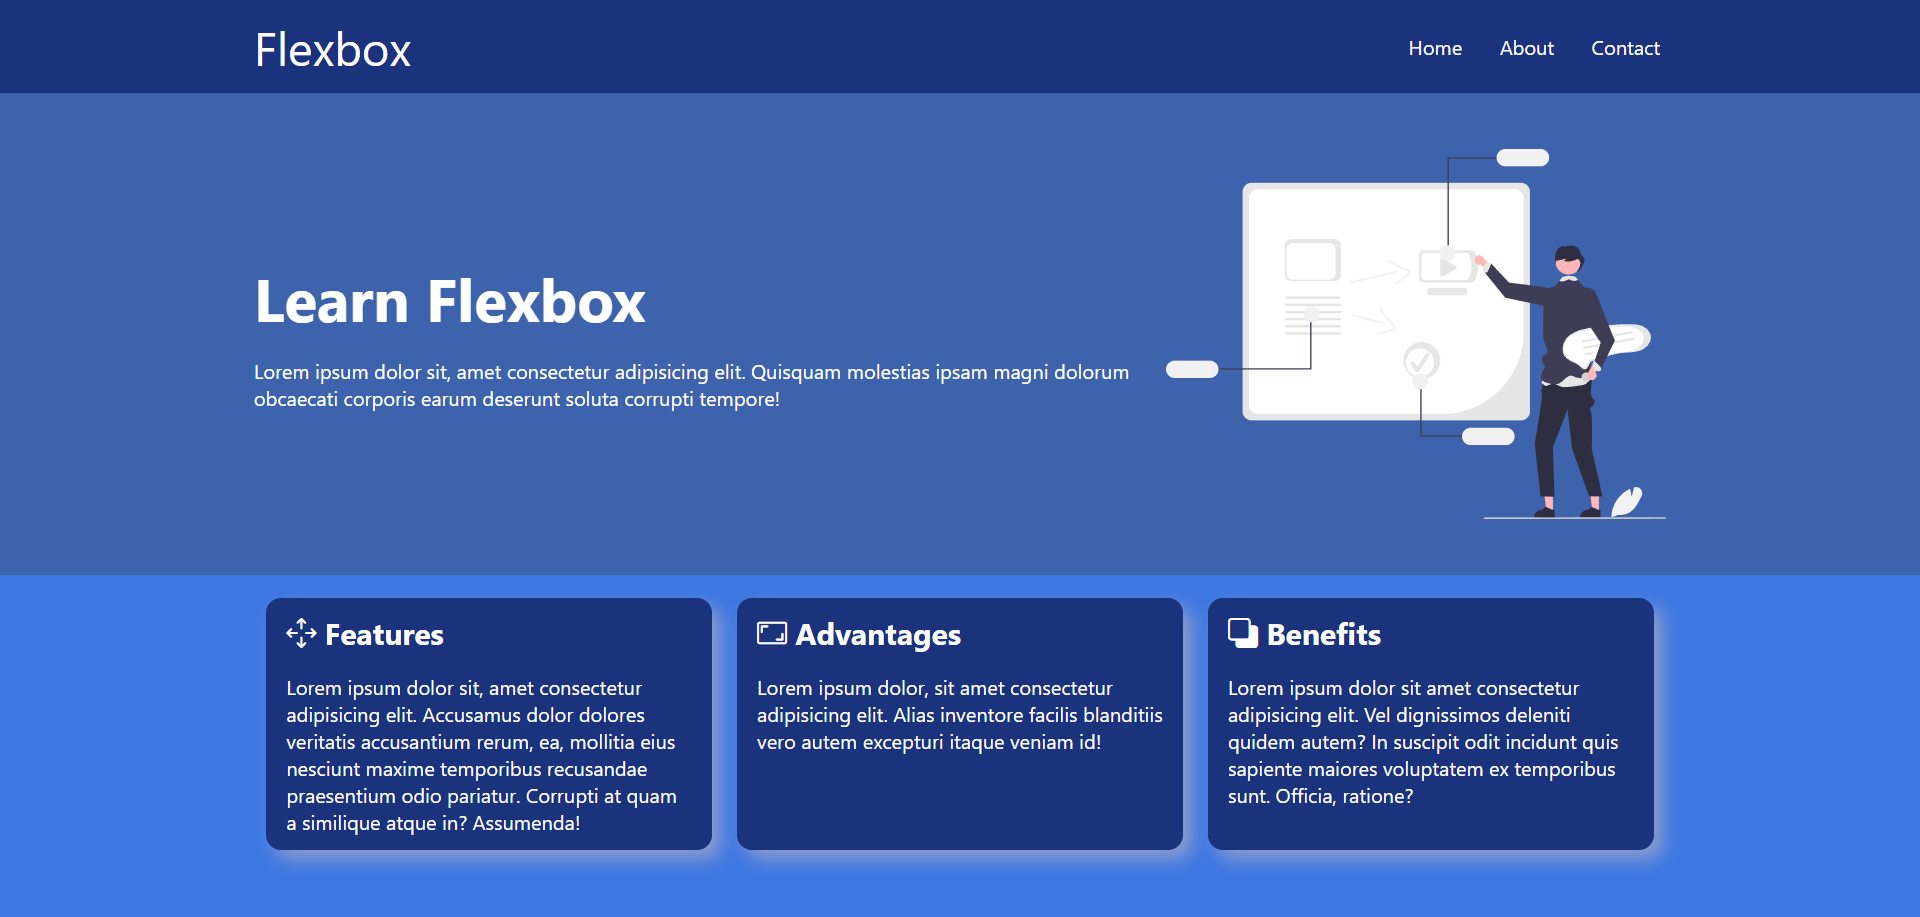 Flexbox
Home About Contact
Learn Flexbox
Lorem ipsum dolor sit, amet consectetur adipisicing elit. Quisquam molestias ipsam magni dolorum
obcaecati corporis earum deserunt soluta corrupti tempore!
Features
Lorem ipsum dolor sit, amet consectetur
adipisicing elit. Accusamus dolor dolores
veritatis accusantium rerum, ea, mollitia eius
nesciunt maxime temporibus recusandae
praesentium odio pariatur. Corrupti at quam
a similique atque in? Assumenda!
Advantages
Lorem ipsum dolor, sit amet consectetur
adipisicing elit. Alias inventore facilis blanditiis
vero autem excepturi itaque veniam id!
Benefits
Lorem ipsum dolor sit amet consectetur
adipisicing elit. Vel dignissimos deleniti
quidem autem? In suscipit odit incidunt quis
sapiente maiores voluptatem ex temporibus
sunt. Officia, ratione?